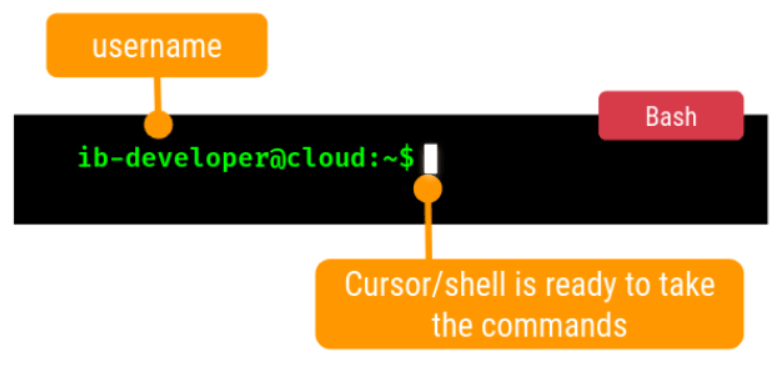 username
Bash
ib-developer@cloud:~$
Cursor/shell is ready to take
the commands